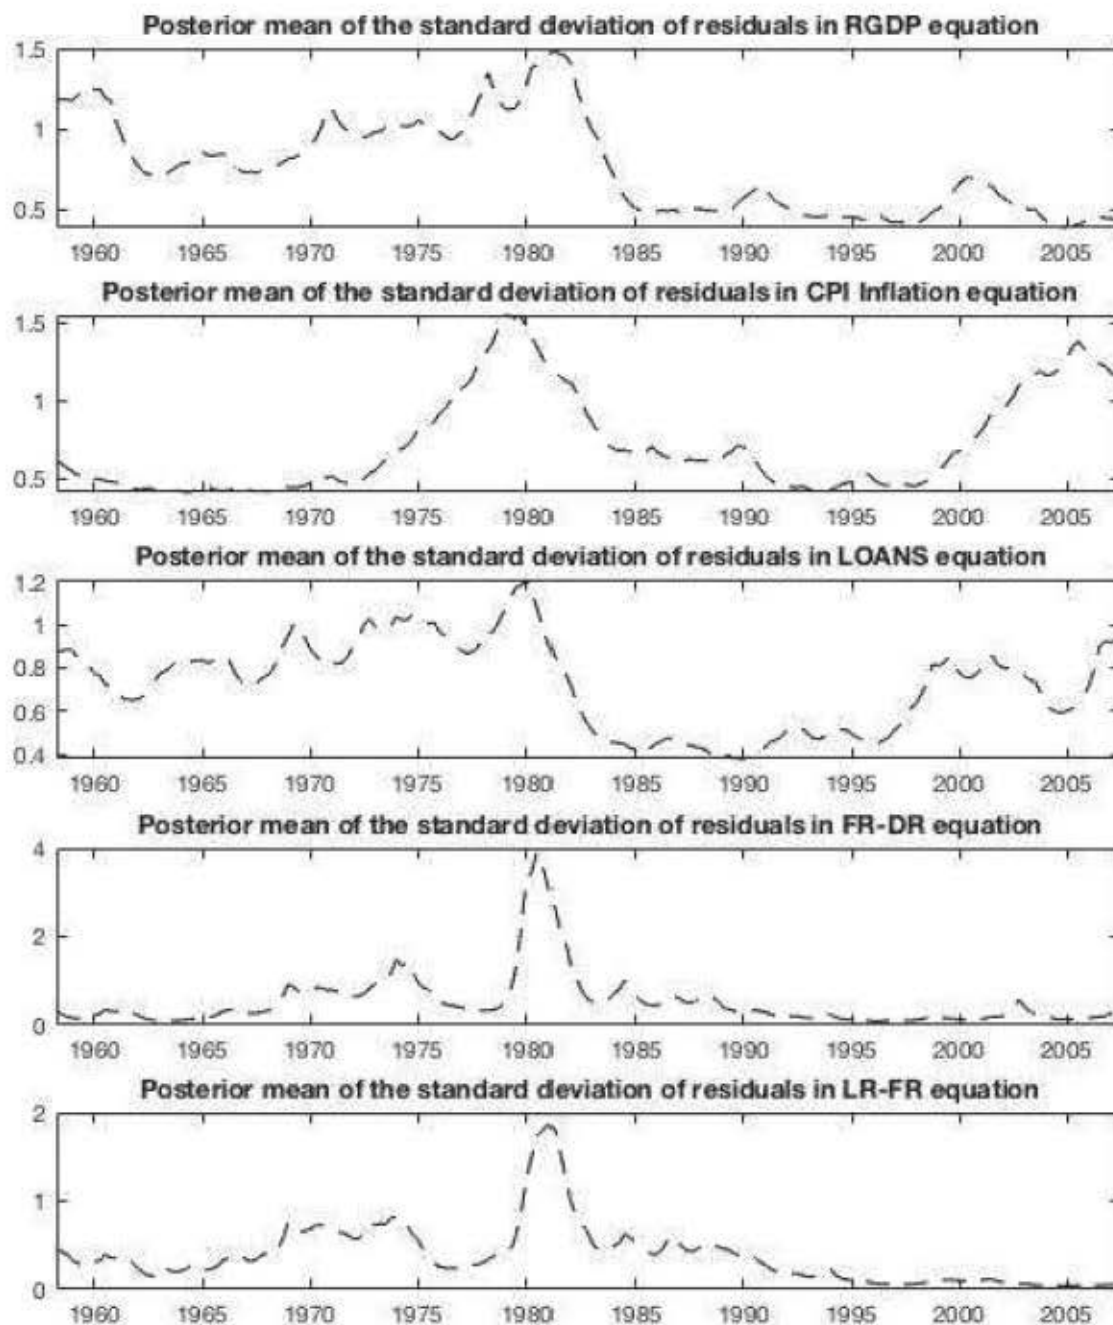 Posterior mean of the standard deviation of residuals in RGDP equation
1.5
1
0.5
1960 1965 1970 1975 1980 1985 1990 1995 2000 2005
Posterior mean of the standard deviation of residuals in CPI Inflation equation
1.5
1
0.5
1960 1965 1970 1975 1980 1985 1990 1995 2000 2005
Posterior mean of the standard deviation of residuals in LOANS equation
1.2
1
0.8
0.6
0.4
1960 1965 1970 1975 1980 1985 1990 1995 2000 2005
Posterior mean of the standard deviation of residuals in FR-DR equation
4
2
0
1960 1965 1970 1975 1980 1985 1990 1995 2000 2005
Posterior mean of the standard deviation of residuals in LR-FR equation
2
1
0
1960 1965 1970 1975 1980 1985 1990 1995 2000 2005